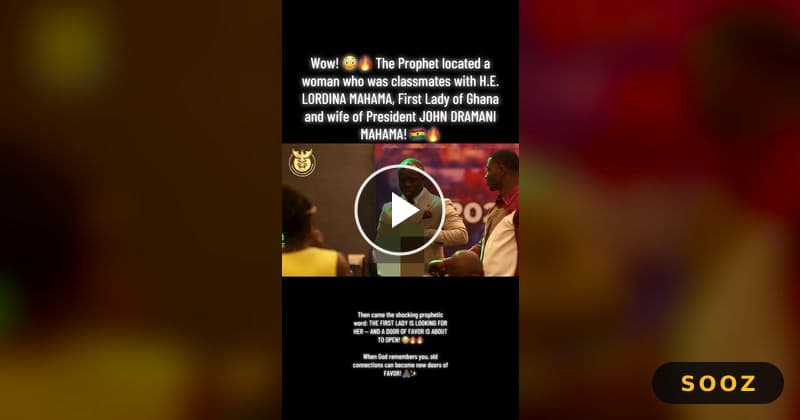 Wow! 😳🔥 The Prophet located a
woman who was classmates with H.E.
LORDINA MAHAMA, First Lady of Ghana
and wife of President JOHN DRAMANI
MAHAMA! 🇬🇭🔥
Then came the shocking prophetic
word: THE FIRST LADY IS LOOKING FOR
HER — AND A DOOR OF FAVOR IS ABOUT
TO OPEN! 😳🔥🔥
When God remembers you, old
connections can become new doors of
FAVOR! 🙏✨
SOOZ